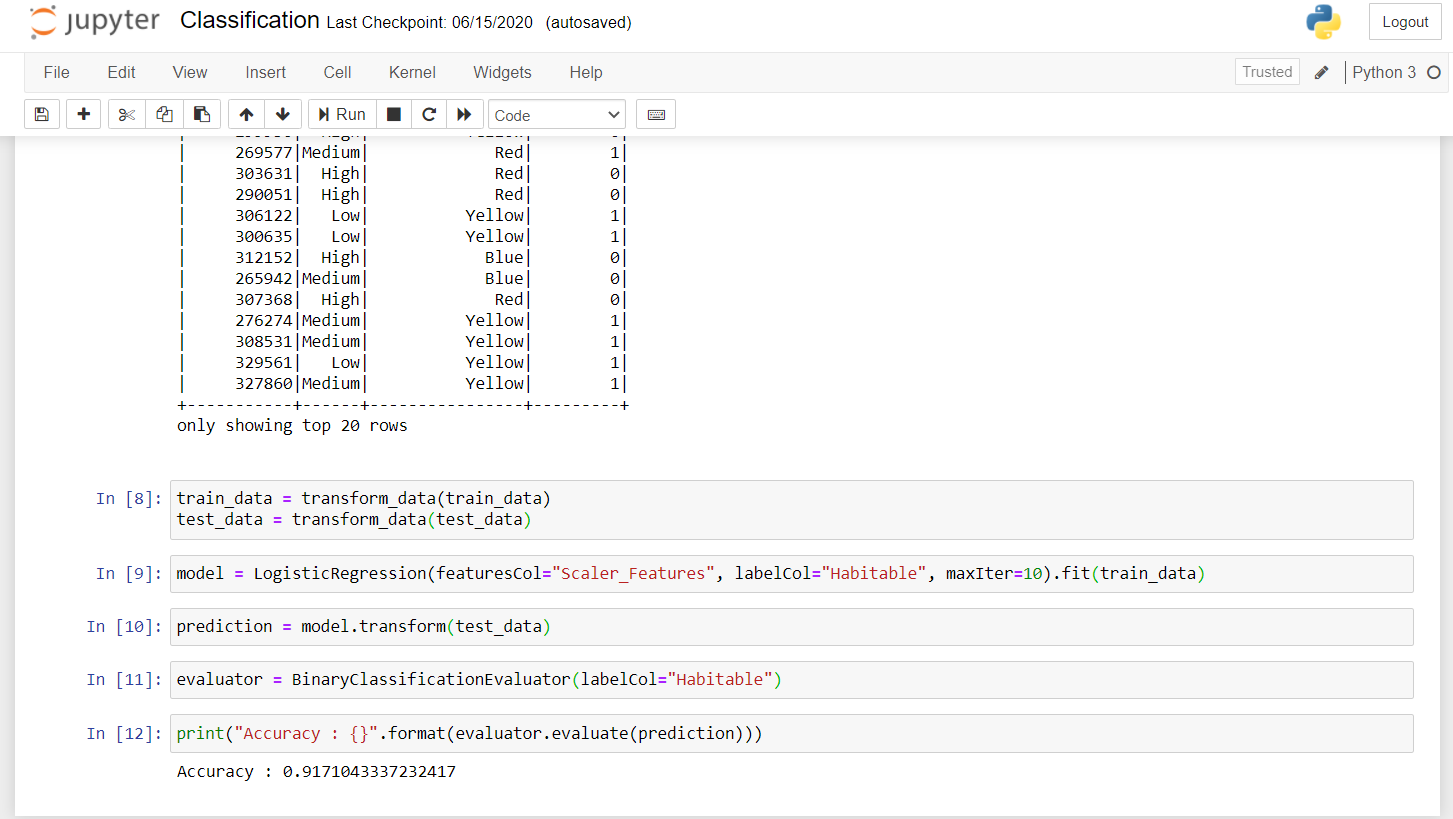 jupyter Classification Last Checkpoint: 06/15/2020 (autosaved) Logout
File Edit View Insert Cell Kernel Widgets Help Trusted Python 3
Run Code
| 269577|Medium| Red| 1|
| 303631| High| Red| 0|
| 290051| High| Red| 0|
| 306122| Low| Yellow| 1|
| 300635| Low| Yellow| 1|
| 312152| High| Blue| 0|
| 265942|Medium| Blue| 0|
| 307368| High| Red| 0|
| 276274|Medium| Yellow| 1|
| 308531|Medium| Yellow| 1|
| 329561| Low| Yellow| 1|
| 327860|Medium| Yellow| 1|
+-----------+------+----------------+---------+
only showing top 20 rows
In [8]: train_data = transform_data(train_data)
test_data = transform_data(test_data)
In [9]: model = LogisticRegression(featuresCol="Scaler_Features", labelCol="Habitable", maxIter=10).fit(train_data)
In [10]: prediction = model.transform(test_data)
In [11]: evaluator = BinaryClassificationEvaluator(labelCol="Habitable")
In [12]: print("Accuracy : {}".format(evaluator.evaluate(prediction)))
Accuracy : 0.9171043337232417